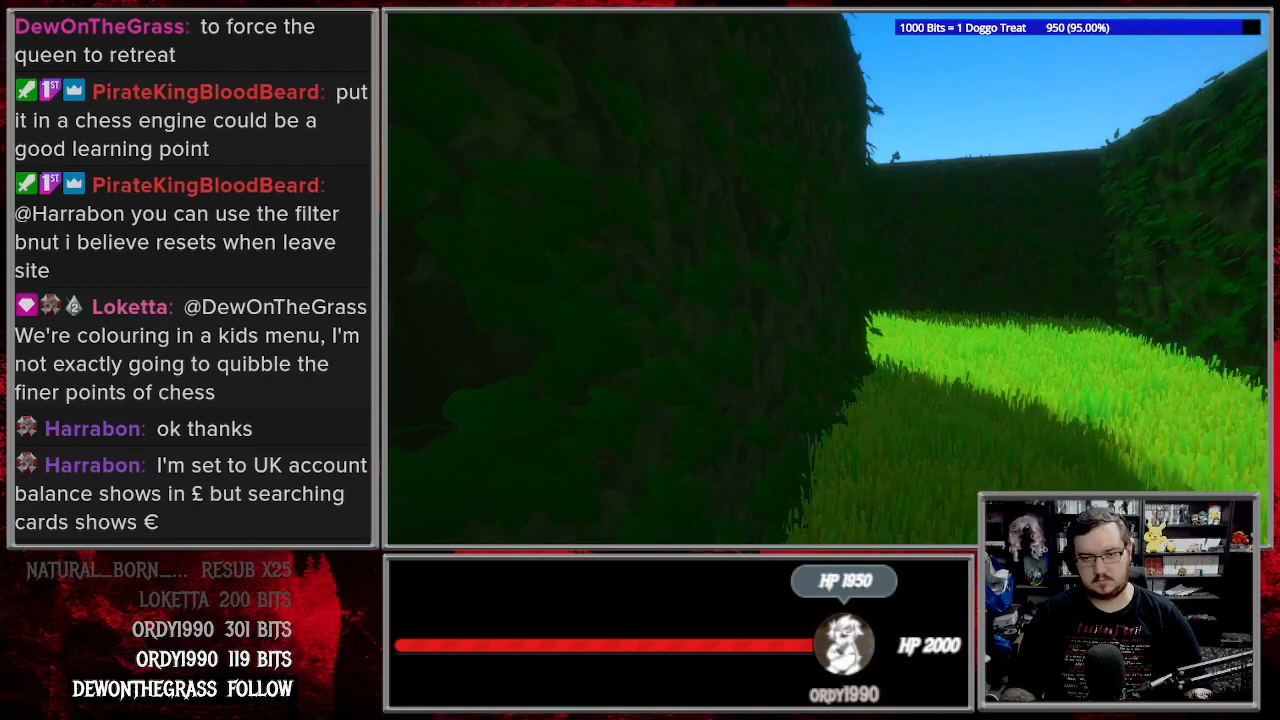 DewOnTheGrass: to force the
queen to retreat
1ST PirateKingBloodBeard: put
it in a chess engine could be a
good learning point
1ST PirateKingBloodBeard:
@Harrabon you can use the filter
bnut i believe resets when leave
site
2 Loketta: @DewOnTheGrass
We're colouring in a kids menu, I'm
not exactly going to quibble the
finer points of chess
Harrabon: ok thanks
Harrabon: I'm set to UK account
balance shows in £ but searching
cards shows €
NATURAL_BORN_... RESUB X25
LOKETTA 200 BITS
ORDY1990 301 BITS
ORDY1990 119 BITS
DEWONTHEGRASS FOLLOW
1000 Bits = 1 Doggo Treat 950 (95.00%)
HP 1950
HP 2000
ORDY1990